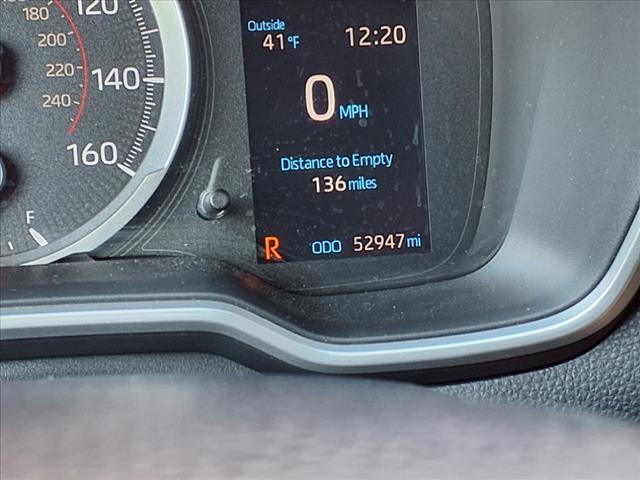 120
140
160
180
200
220
240
F
Outside
41°F 12:20
0 MPH
Distance to Empty
136 miles
R ODO 52947 mi